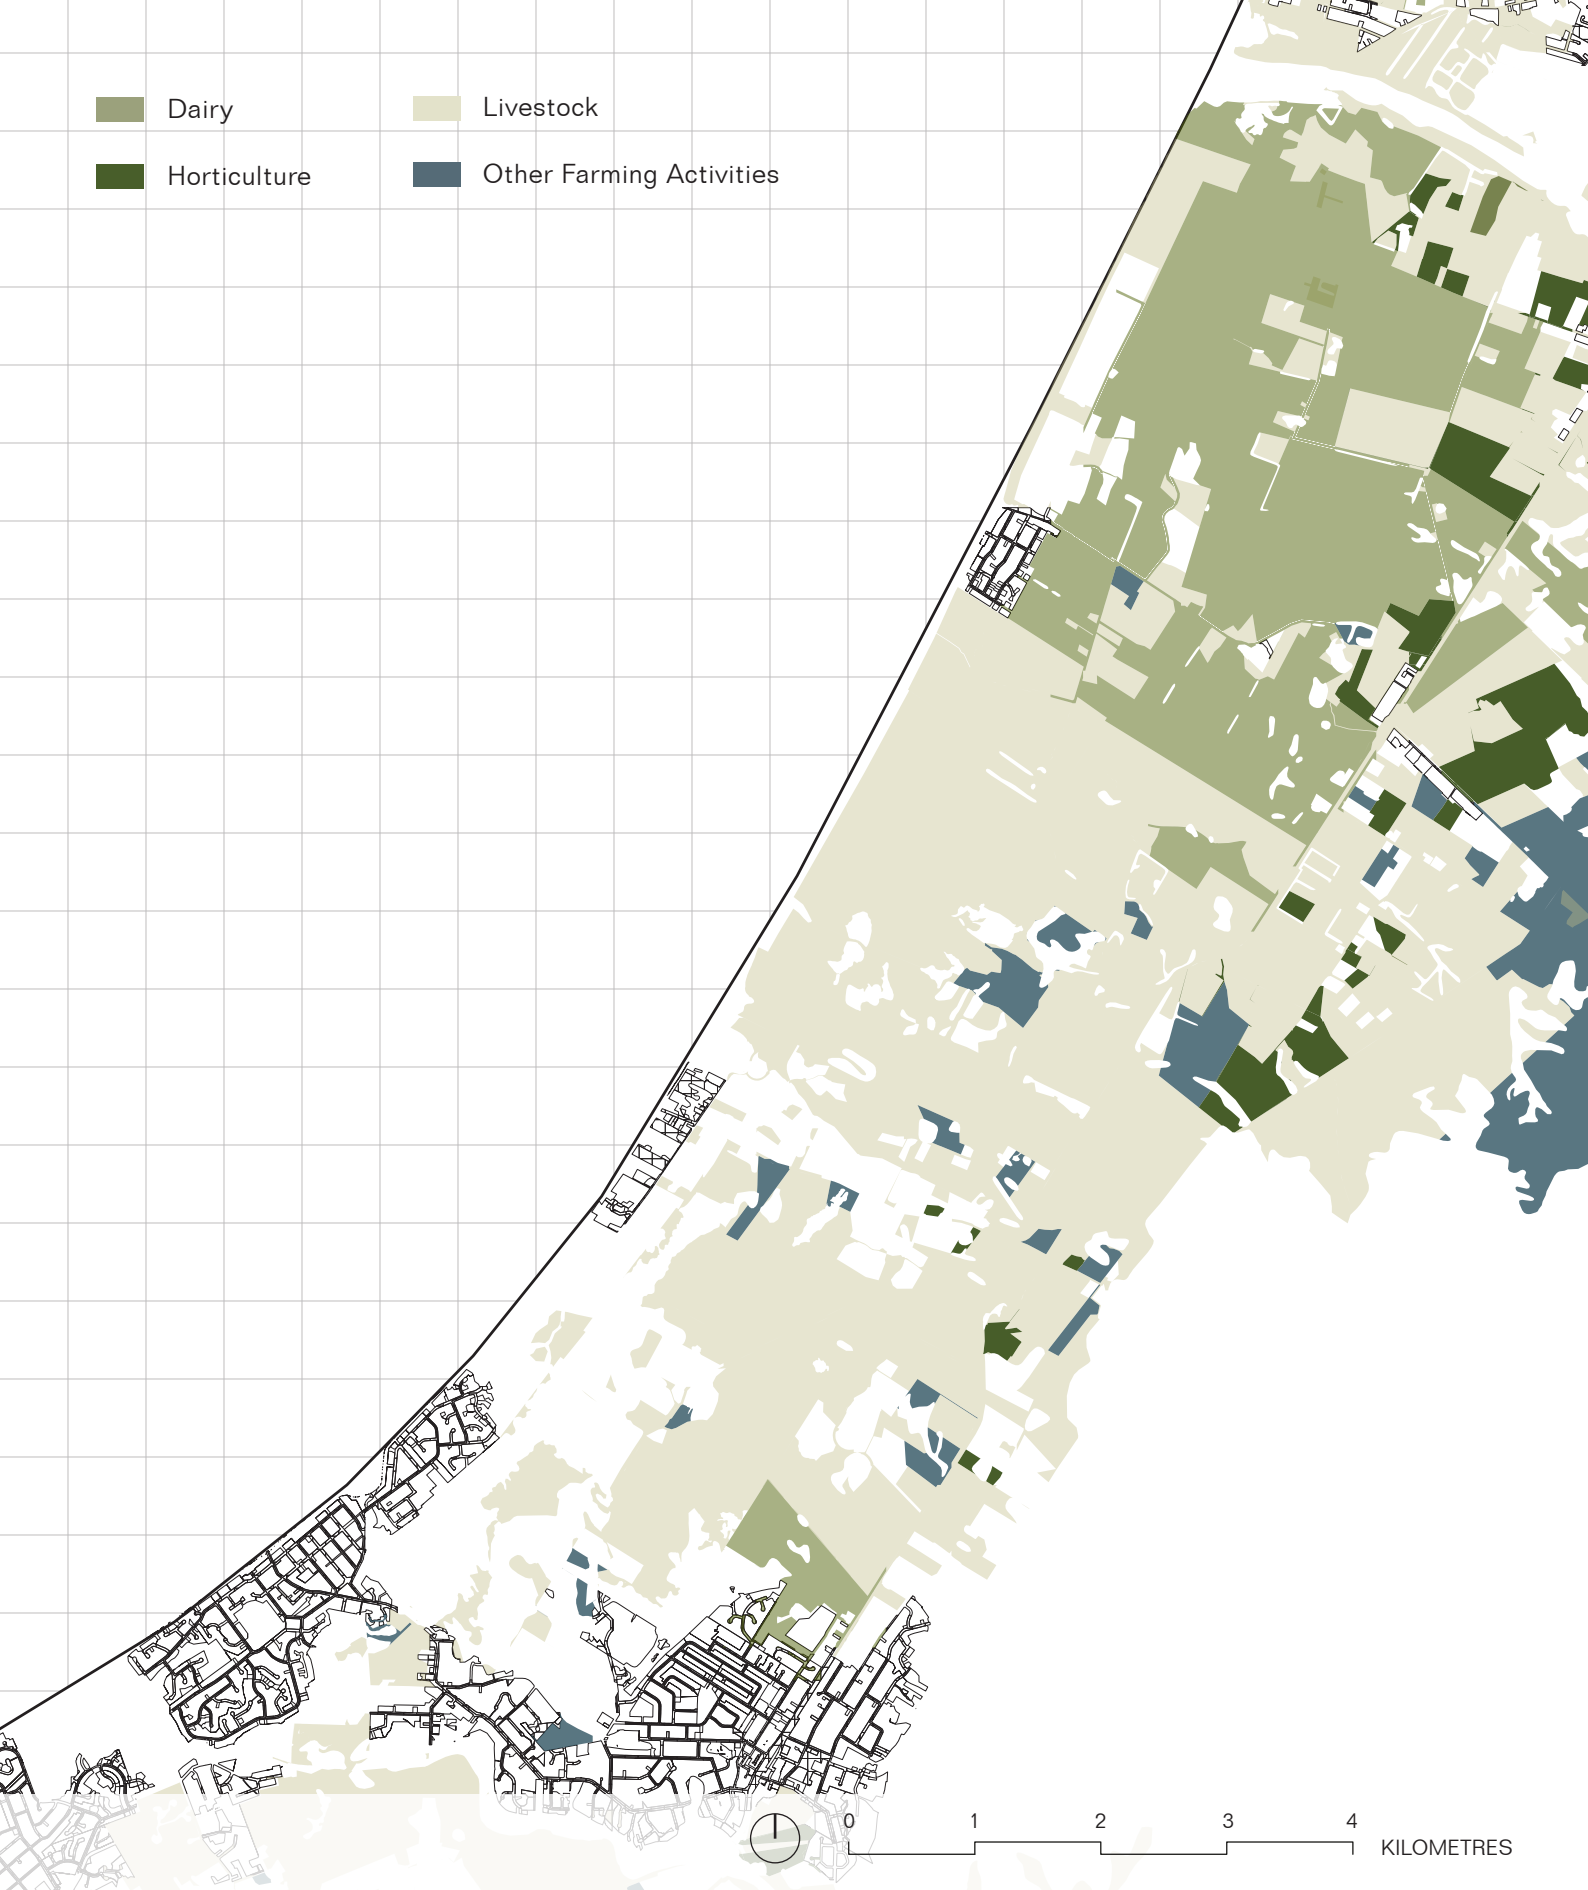 Dairy
Livestock
Horticulture
Other Farming Activities
0 1 2 3 4
KILOMETRES